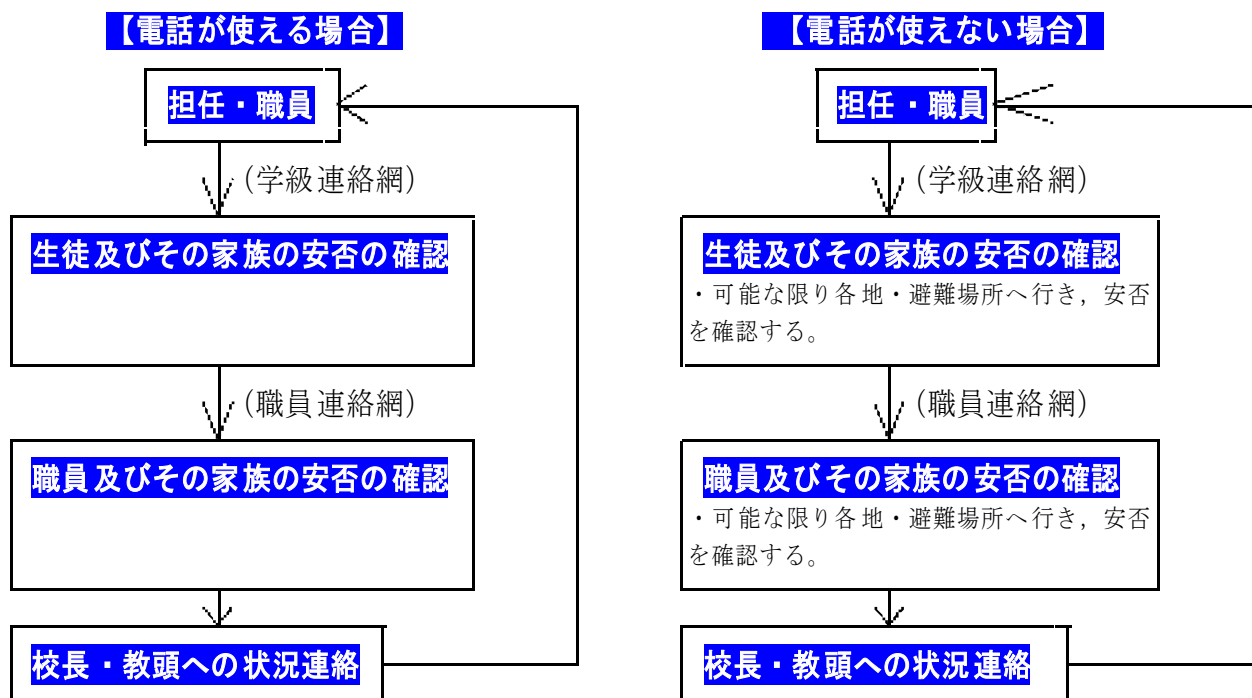 【電話が使える場合】
担任・職員
(学級連絡網)
生徒及びその家族の安否の確認
(職員連絡網)
職員及びその家族の安否の確認
校長・教頭への状況連絡
【電話が使えない場合】
担任・職員
(学級連絡網)
生徒及びその家族の安否の確認
・可能な限り各地・避難場所へ行き，安否
を確認する。
(職員連絡網)
職員及びその家族の安否の確認
・可能な限り各地・避難場所へ行き，安否
を確認する。
校長・教頭への状況連絡